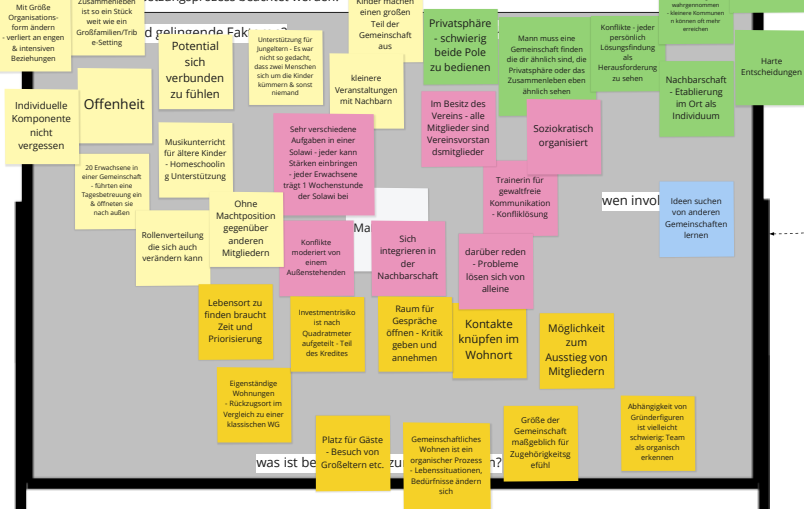 Mit Größe
Organisations-
form ändern
- verliert an engen
& intensiven
Beziehungen
Zusammenleben
ist so ein Stück
weit wie ein
Großfamilien/Trib
e-Setting
d gelingende
Potential
sich
verbunden
zu fühlen
Unterstützung für
Jungeltern - Es war
nicht so gedacht,
dass zwei Menschen
sich um die Kinder
kümmern & sonst
niemand
Kinder machen
einen großen
Teil der
Gemeinschaft
aus
kleinere
Veranstaltungen
mit Nachbarn
Privatsphäre
- schwierig
beide Pole
zu bedienen
Mann muss eine
Gemeinschaft finden
die dir ähnlich sind, die
Privatsphäre oder das
Zusammenleben eben
ähnlich sehen
Konflikte - jeder
persönlich
Lösungsfindung
als
Herausforderung
zu sehen
wahrgenommen
- kleinere Kommunen
n können oft mehr
erreichen
Nachbarschaft
- Etablierung
im Ort als
Individuum
Harte
Entscheidungen
Individuelle
Komponente
nicht
vergessen
Offenheit
20 Erwachsene in
einer Gemeinschaft
- führten eine
Tagesbetreuung ein
& öffneten sie
nach außen
Musikunterricht
für ältere Kinder
- Homeschoolin
g Unterstützung
Rollenverteilung
die sich auch
verändern kann
Ohne
Machtposition
gegenüber
anderen
Mitgliedern
Sehr verschiedene
Aufgaben in einer
Solawi - jeder kann
Stärken einbringen
- jeder Erwachsene
trägt 1 Wochenstunde
der Solawi bei
Im Besitz des
Vereins - alle
Mitglieder sind
Vereinsvorstan
dsmitglieder
Soziokratisch
organisiert
Trainerin für
gewaltfreie
Kommunikation
- Konfliklösung
wen invol
Ideen suchen
von anderen
Gemeinschaften
lernen
Ma
Konflikte
moderiert von
einem
Außenstehenden
Sich
integrieren in
der
Nachbarschaft
darüber reden
- Probleme
lösen sich von
alleine
Lebensort zu
finden braucht
Zeit und
Priorisierung
Investmentrisiko
ist nach
Quadratmeter
aufgeteilt - Teil
des Kredites
Raum für
Gespräche
öffnen - Kritik
geben und
annehmen
Kontakte
knüpfen im
Wohnort
Möglichkeit
zum
Ausstieg von
Mitgliedern
Eigenständige
Wohnungen
- Rückzugsort im
Vergleich zu einer
klassischen WG
Platz für Gäste
- Besuch von
Großeltern etc.
Gemeinschaftliches
Wohnen ist ein
organischer Prozess
- Lebenssituationen,
Bedürfnisse ändern
sich
Größe der
Gemeinschaft
maßgeblich für
Zugehörigkeitsg
efühl
Abhängigkeit von
Gründerfiguren
ist vielleicht
schwierig: Team
als organisch
erkennen
was ist be